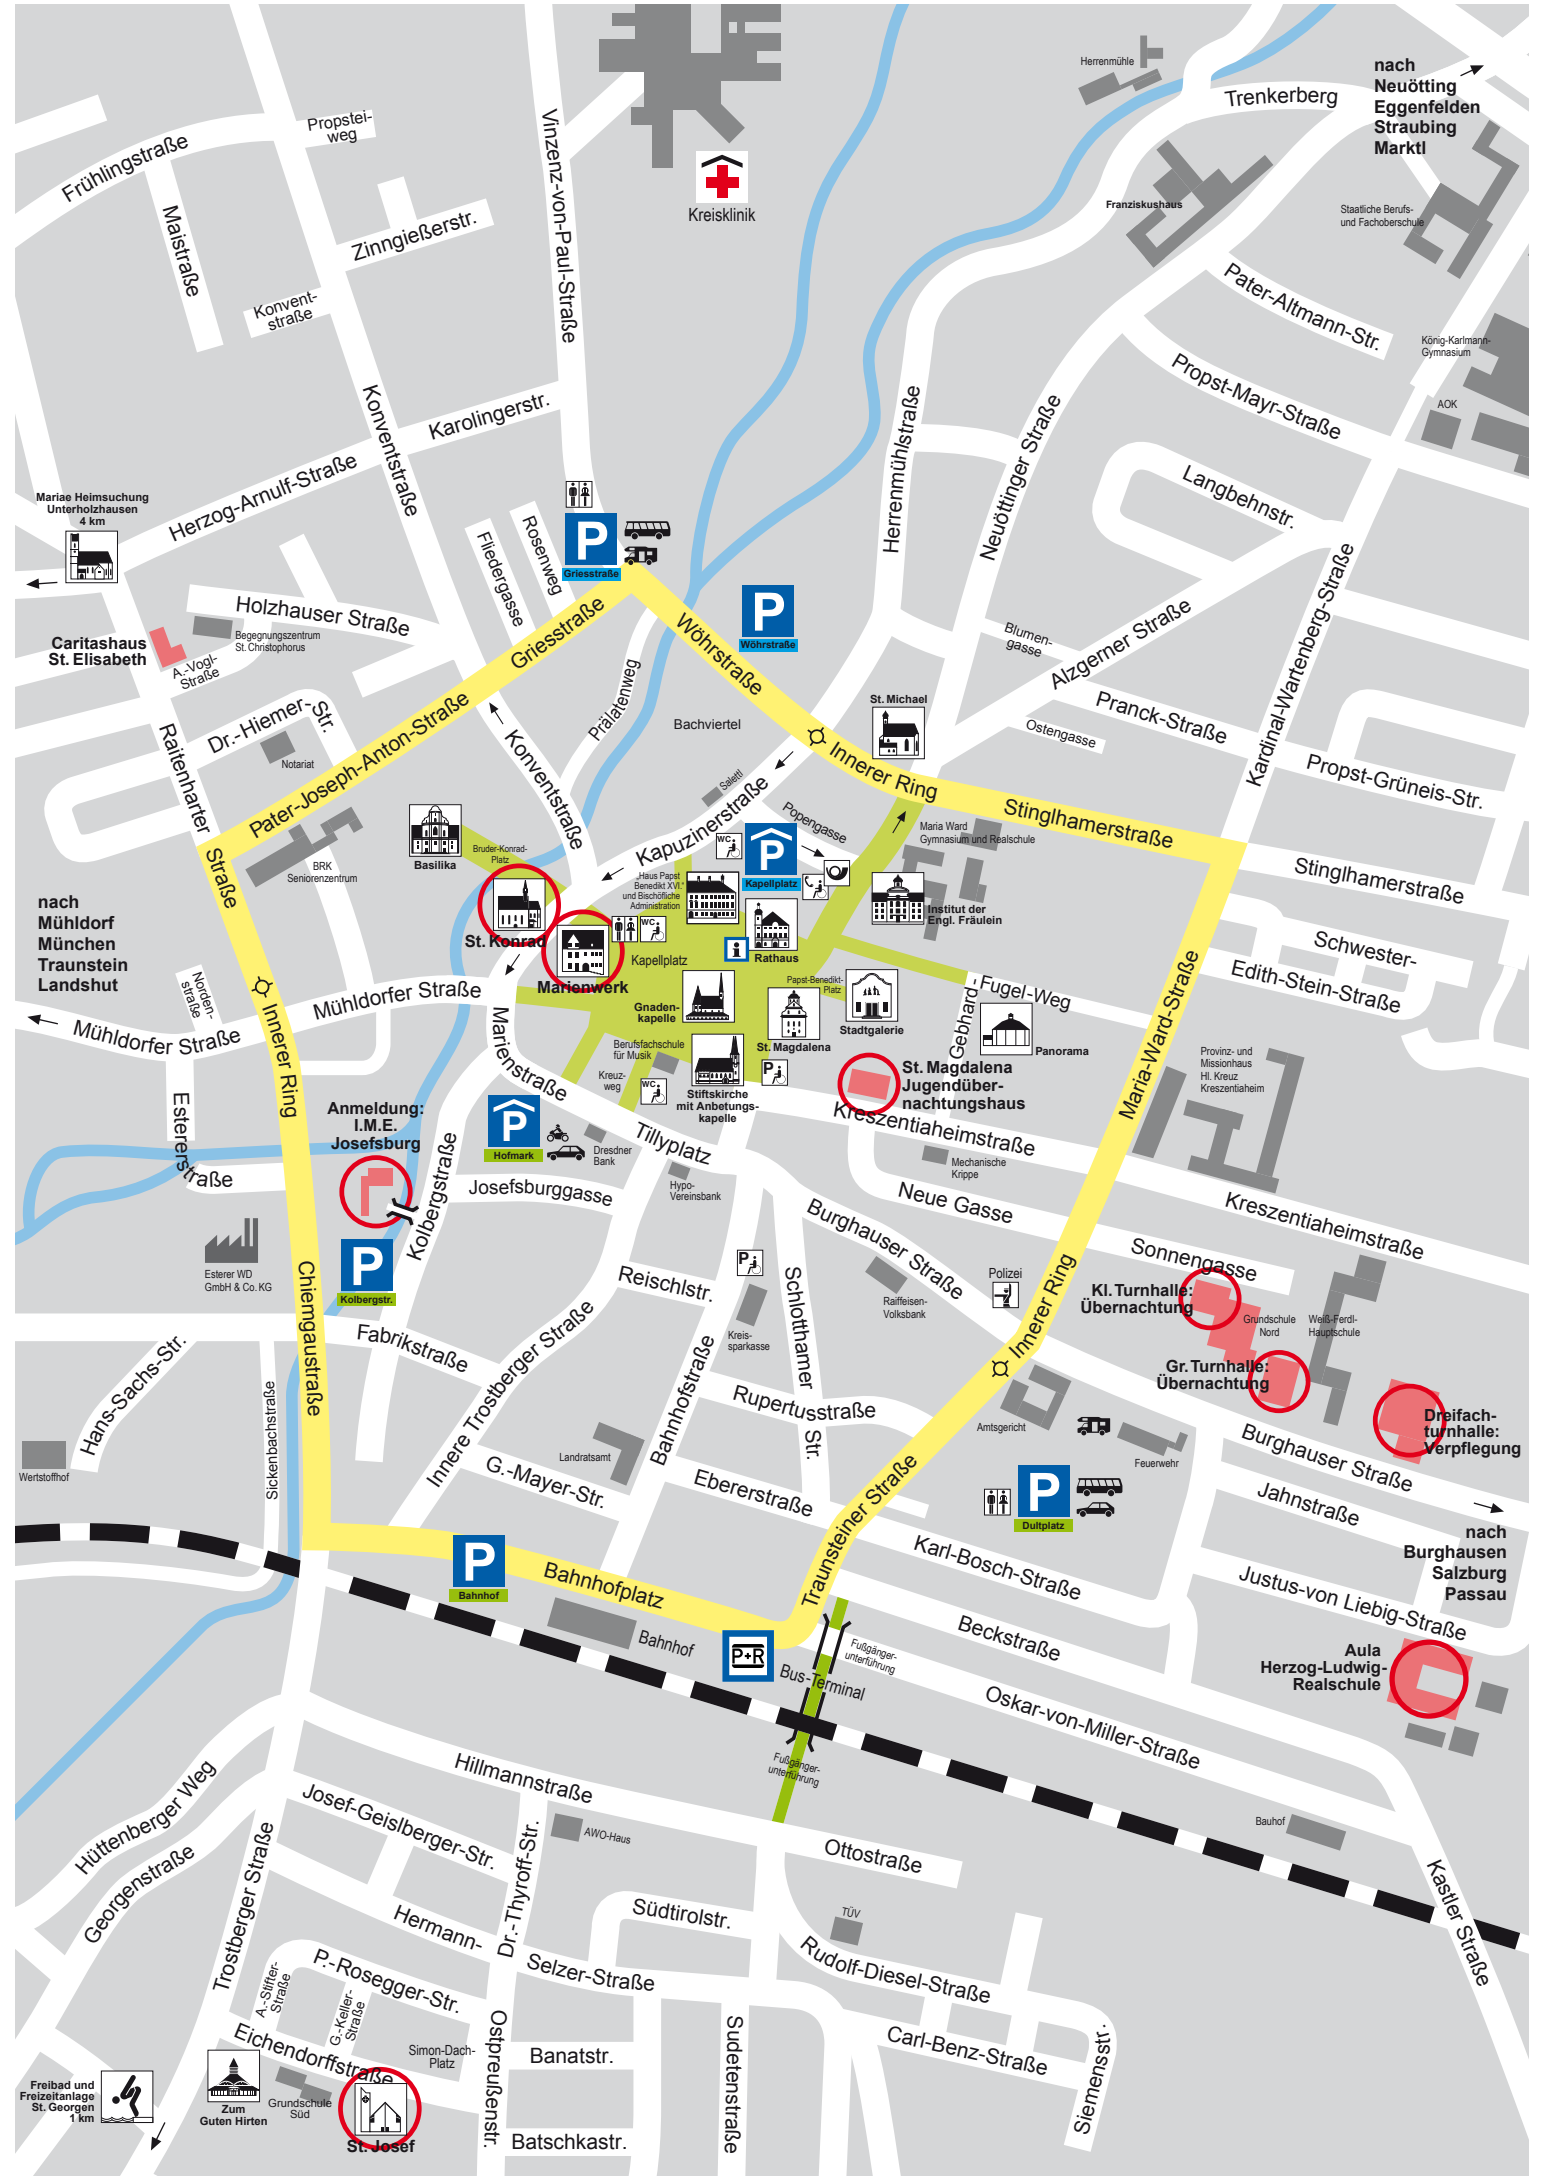 Herrenmühle
nach
Neuötting
Eggenfelden
Straubing
Marktl
Trenkerberg
Propstei-
weg
Frühlingstraße
Vinzenz-von-Paul-Straße
Kreisklinik
Franziskushaus
Staatliche Berufs-
und Fachoberschule
Maistraße
Zinngießerstr.
Konvent-
straße
Pater-Altmann-Str.
König-Karlmann-
Gymnasium
Propst-Mayr-Straße
AOK
Konventstraße
Karolingerstr.
Herrenmühlstraße
Neuöttinger Straße
Herzog-Arnulf-Straße
Langbehnstr.
Mariae Heimsuchung
Unterholzhausen
4 km
Fliedergasse
Rosenweg
P
Griesstraße
P
Wöhrstraße
Kardinal-Wartenberg-Straße
Holzhauser Straße
Begegnungszentrum
St. Christophorus
Caritashaus
St. Elisabeth
A.-Vogl-
Straße
Griesstraße
Wöhrstraße
Blumen-
gasse
Alzgerner Straße
Pranck-Straße
Ostengasse
Propst-Grüneis-Str.
Prälatenweg
Bachviertel
St. Michael
Raitenharter
Straße
Dr.-Hiemer-
Str.
Notariat
Pater-Joseph-Anton-Straße
Konventstraße
Salettl
Innerer Ring
Stinglhamerstraße
Kapuzinerstraße
Popengasse
Maria Ward
Gymnasium und Realschule
Basilika
Bruder-Konrad-
Platz
BRK
Seniorenzentrum
WC
P
Kapellplatz
„Haus Papst
Benedikt XVI.“
und Bischöfliche
Administration
Stinglhamerstraße
nach
Mühldorf
München
Traunstein
Landshut
St. Konrad
Marienwerk
WC
Kapellplatz
i
Rathaus
Institut der
Engl. Fräulein
Schwester-
Edith-Stein-Straße
Norden-
straße
Mühldorfer Straße
Mühldorfer Straße
Innerer Ring
Marienstraße
Gnaden-
kapelle
Papst-Benedikt-
Platz
St. Magdalena
Stadtgalerie
Gebhard-
Fugel-Weg
Panorama
Maria-Ward-Straße
Berufsfachschule
für Musik
Kreuz-
weg
WC
Stiftskirche
mit Anbetungs-
kapelle
P
St. Magdalena
Jugendüber-
nachtungshaus
Provinz- und
Missionhaus
Hl. Kreuz
Kreszentiaheim
Estererstraße
Anmeldung:
I.M.E.
Josefsburg
P
Hofmark
Dresdner
Bank
Tillyplatz
Kreszentiaheimstraße
Mechanische
Krippe
Kolbergstraße
Josefsburggasse
Hypo-
Vereinsbank
Neue Gasse
Kreszentiaheimstraße
Burghauser Straße
Sonnengasse
Esterer WD
GmbH & Co. KG
P
Kolbergstr.
Chiemgaustraße
Reischlstr.
P
Schlotthamer
Str.
Raiffeisen-
Volksbank
Polizei
Innerer Ring
Kl. Turnhalle:
Übernachtung
Grundschule
Nord
Weiß-Ferdl-
Hauptschule
Fabrikstraße
Kreis-
sparkasse
Gr. Turnhalle:
Übernachtung
Hans-Sachs-Str.
Sickenbachstraße
Innere Trostberger Straße
Bahnhofstraße
Rupertusstraße
Amtsgericht
Dreifach-
turnhalle:
Verpflegung
Wertstoffhof
Landratsamt
G.-Mayer-Str.
Ebererstraße
Feuerwehr
Burghauser Straße
P
Dultplatz
Jahnstraße
nach
Burghausen
Salzburg
Passau
Traunsteiner Straße
P
Bahnhof
Bahnhofplatz
Karl-Bosch-Straße
Justus-von Liebig-Straße
Bahnhof
P+R
Bus-Terminal
Fußgänger-
unterführung
Beckstraße
Aula
Herzog-Ludwig-
Realschule
Oskar-von-Miller-Straße
Fußgänger-
unterführung
Hillmannstraße
Hüttenberger Weg
Georgenstraße
Josef-Geislberger-Str.
AWO-Haus
Ottostraße
Bauhof
Trostberger Straße
Dr.-Thyroff-Str.
Kastler Straße
Hermann-
Selzer-Straße
Südtirolstr.
TÜV
Rudolf-Diesel-Straße
P.-Rosegger-Str.
A.-Stifter-
Straße
G.-Keller-
Straße
Eichendorffstraße
Simon-Dach-
Platz
Ostpreußenstr.
Banatstr.
Sudetenstraße
Carl-Benz-Straße
Siemensstr.
Freibad und
Freizeitanlage
St. Georgen
1 km
Zum
Guten Hirten
Grundschule
Süd
St. Josef
Batschkastr.